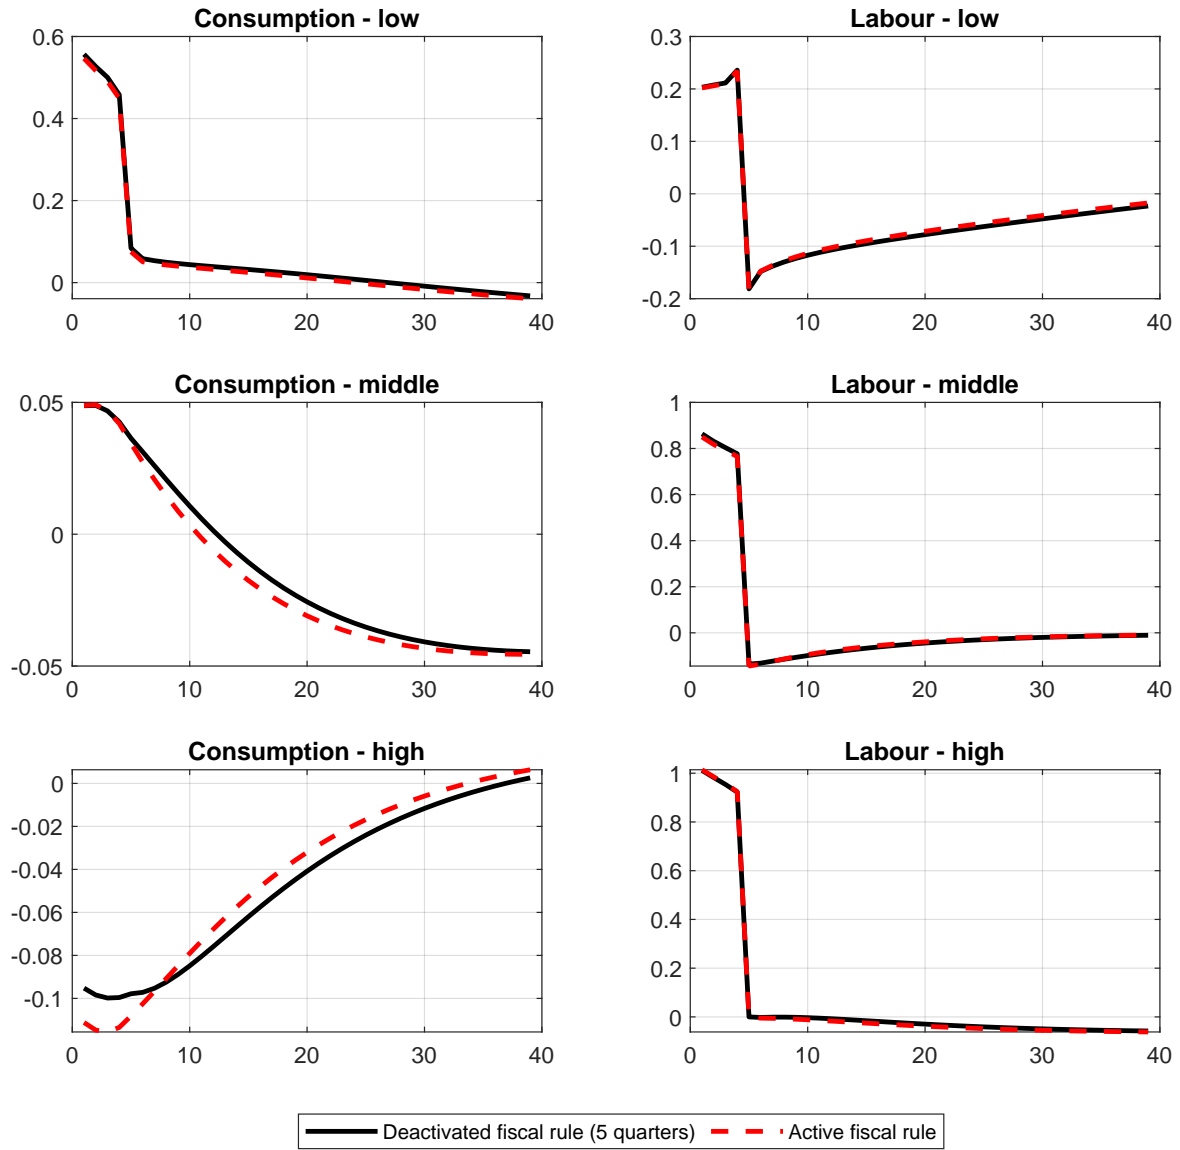 Consumption - low
0.6
0.4
0.2
0
0 10 20 30 40
Labour - low
0.3
0.2
0.1
0
-0.1
-0.2
0 10 20 30 40
Consumption - middle
0.05
0
-0.05
0 10 20 30 40
Labour - middle
1
0.8
0.6
0.4
0.2
0
0 10 20 30 40
Consumption - high
0
-0.02
-0.04
-0.06
-0.08
-0.1
0 10 20 30 40
Labour - high
1
0.8
0.6
0.4
0.2
0
0 10 20 30 40
Deactivated fiscal rule (5 quarters) Active fiscal rule